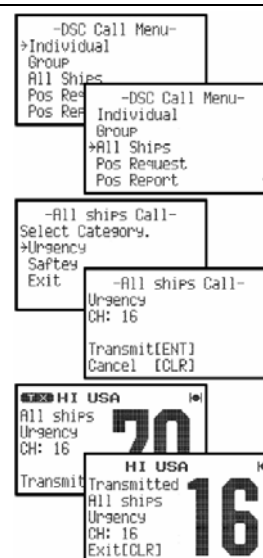 -DSC Call Menu-
→Individual
Group
All Ships
Pos Req
Pos Rep
-DSC Call Menu-
Individual
Group
→All Ships
Pos Request
Pos Report
-All ships Call-
Select Category.
→Urgency
Saftey
Exit
-All ships Call-
Urgency
CH: 16
Transmit[ENT]
Cancel [CLR]
TX HI USA
All ships
Urgency
CH: 16
70
Transmit
HI USA
Transmitted
All ships
Urgency
CH: 16
Exit[CLR]
16